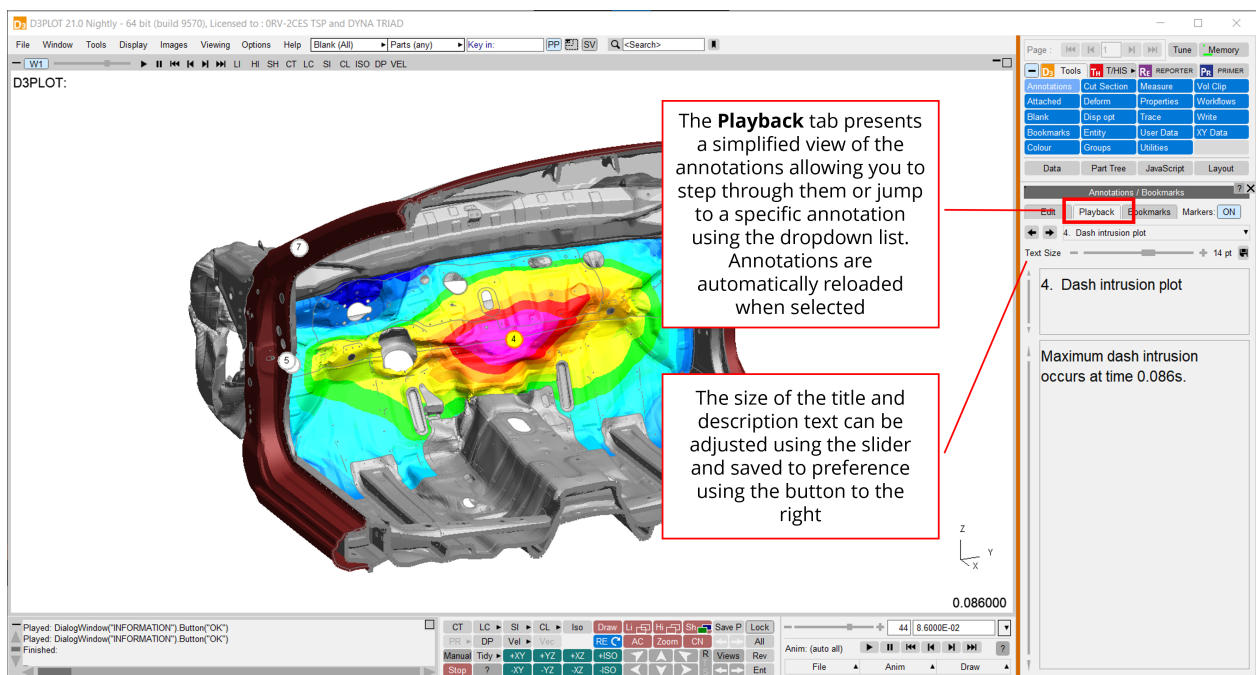 D3PLOT 21.0 Nightly - 64 bit (build 9570), Licensed to : 0RV-2CES TSP and DYNA TRIAD
File Window Tools Display Images Viewing Options Help Blank (All) Parts (any) Key in: PP SV <Search>
W1 LI HI SH CT LC SI CL ISO DP VEL
D3PLOT:
The Playback tab presents
a simplified view of the
annotations allowing you to
step through them or jump
to a specific annotation
using the dropdown list.
Annotations are
automatically reloaded
when selected
7
5
4
The size of the title and
description text can be
adjusted using the slider
and saved to preference
using the button to the
right
Z
Y
X
0.086000
Page : 1 Tune Memory
D3 Tools TH T/HIS RE REPORTER PR PRIMER
Annotations Cut Section Measure Vol Clip
Attached Deform Properties Workflows
Blank Disp opt Trace Write
Bookmarks Entity User Data XY Data
Colour Groups Utilities
Data Part Tree JavaScript Layout
Annotations / Bookmarks ? X
Edit Playback Bookmarks Markers: ON
4. Dash intrusion plot
Text Size 14 pt
4. Dash intrusion plot
Maximum dash intrusion
occurs at time 0.086s.
Played: DialogWindow("INFORMATION").Button("OK")
Played: DialogWindow("INFORMATION").Button("OK")
Finished:
CT LC SI CL Iso Draw Li Hi Sh Save P Lock
PR DP Vel Vec RE AC Zoom CN All
Manual Tidy +XY +YZ +XZ +ISO R Views Rev
Stop ? -XY -YZ -XZ -ISO Ent
44 8.6000E-02
Anim: (auto all) ?
File Anim Draw